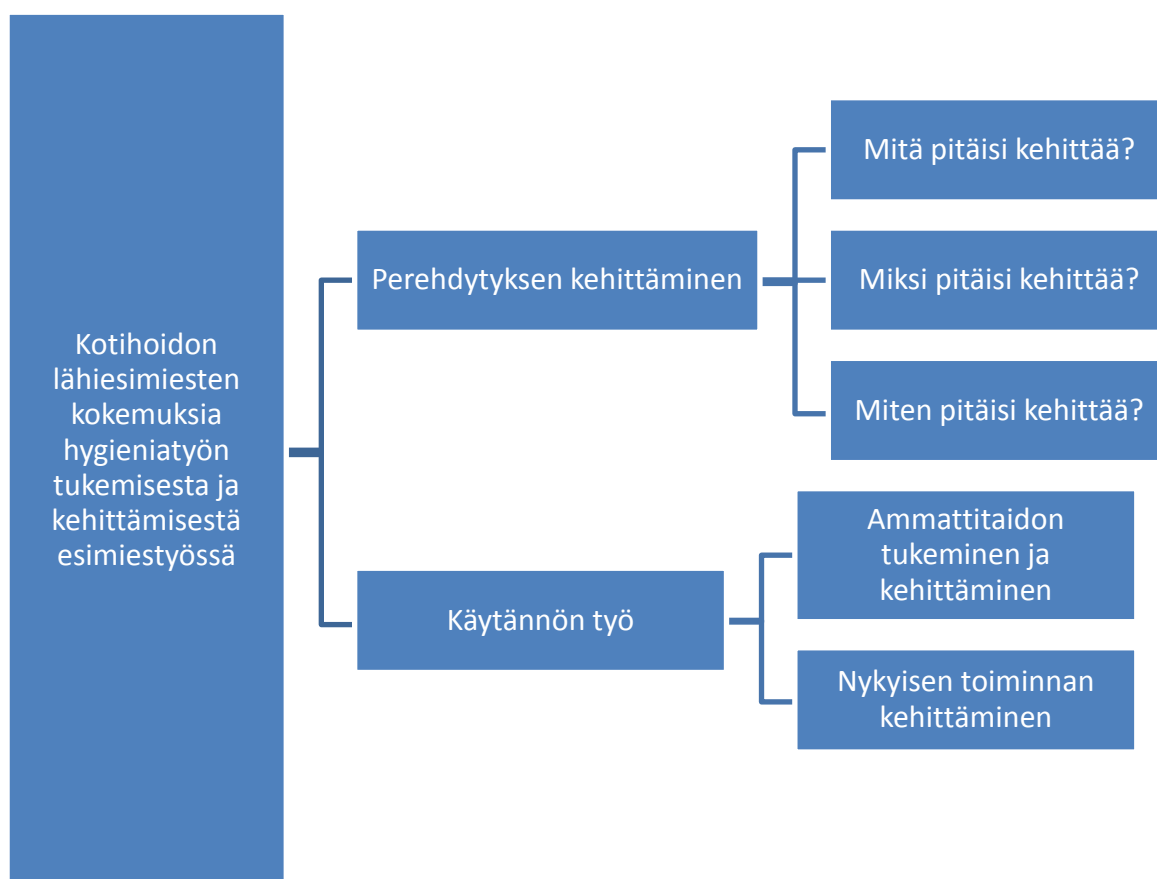 Kotihoidon
lähiesimiesten
kokemuksia
hygieniatyön
tukemisesta ja
kehittämisestä
esimiestyössä
Perehdytyksen kehittäminen
Mitä pitäisi kehittää?
Miksi pitäisi kehittää?
Miten pitäisi kehittää?
Käytännön työ
Ammattitaidon
tukeminen ja
kehittäminen
Nykyisen toiminnan
kehittäminen